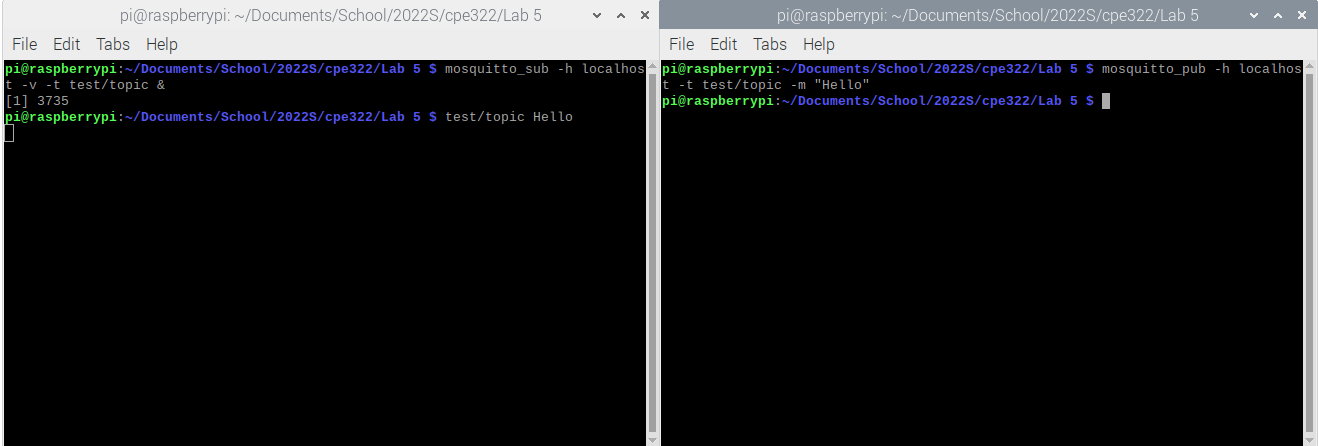 pi@raspberrypi: ~/Documents/School/2022S/cpe322/Lab 5
File Edit Tabs Help
pi@raspberrypi:~/Documents/School/2022S/cpe322/Lab 5 $ mosquitto_sub -h localhos
t -v -t test/topic &
[1] 3735
pi@raspberrypi:~/Documents/School/2022S/cpe322/Lab 5 $ test/topic Hello
pi@raspberrypi: ~/Documents/School/2022S/cpe322/Lab 5
File Edit Tabs Help
pi@raspberrypi:~/Documents/School/2022S/cpe322/Lab 5 $ mosquitto_pub -h localhos
t -t test/topic -m "Hello"
pi@raspberrypi:~/Documents/School/2022S/cpe322/Lab 5 $